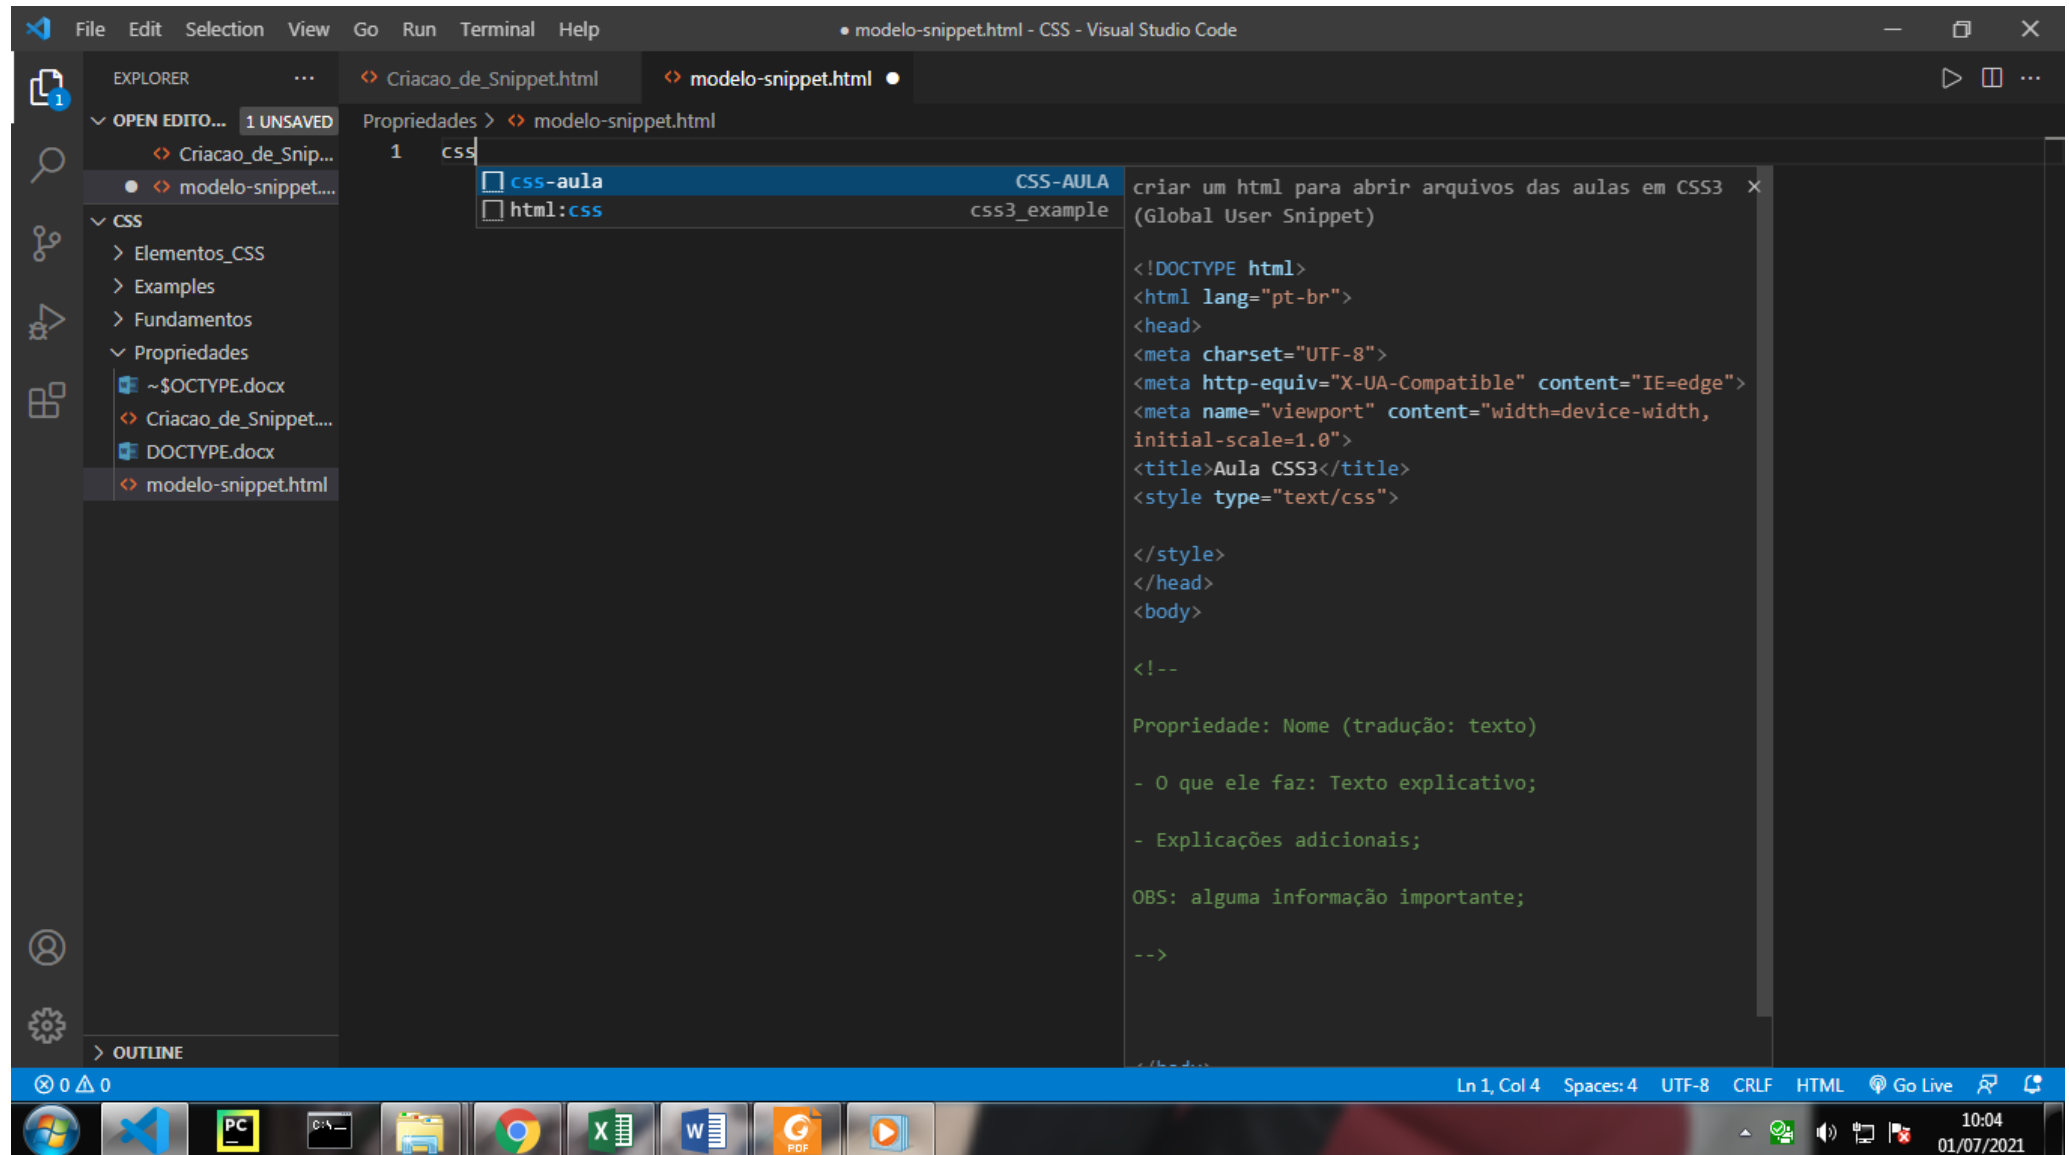 File Edit Selection View Go Run Terminal Help
● modelo-snippet.html - CSS - Visual Studio Code
EXPLORER ···
Criacao_de_Snippet.html
modelo-snippet.html ●
OPEN EDITO... 1 UNSAVED
Propriedades > modelo-snippet.html
Criacao_de_Snip...
● modelo-snippet....
CSS
Elementos_CSS
Examples
Fundamentos
Propriedades
~$OCTYPE.docx
Criacao_de_Snippet....
DOCTYPE.docx
modelo-snippet.html
OUTLINE
1 css
css-aula CSS-AULA
html:css css3_example
criar um html para abrir arquivos das aulas em CSS3
(Global User Snippet)
<!DOCTYPE html>
<html lang="pt-br">
<head>
<meta charset="UTF-8">
<meta http-equiv="X-UA-Compatible" content="IE=edge">
<meta name="viewport" content="width=device-width,
initial-scale=1.0">
<title>Aula CSS3</title>
<style type="text/css">
</style>
</head>
<body>
<!--
Propriedade: Nome (tradução: texto)
- O que ele faz: Texto explicativo;
- Explicações adicionais;
OBS: alguma informação importante;
-->
1
0 0
Ln 1, Col 4 Spaces: 4 UTF-8 CRLF HTML Go Live
PC
C:\
X
W
PDF
10:04
01/07/2021